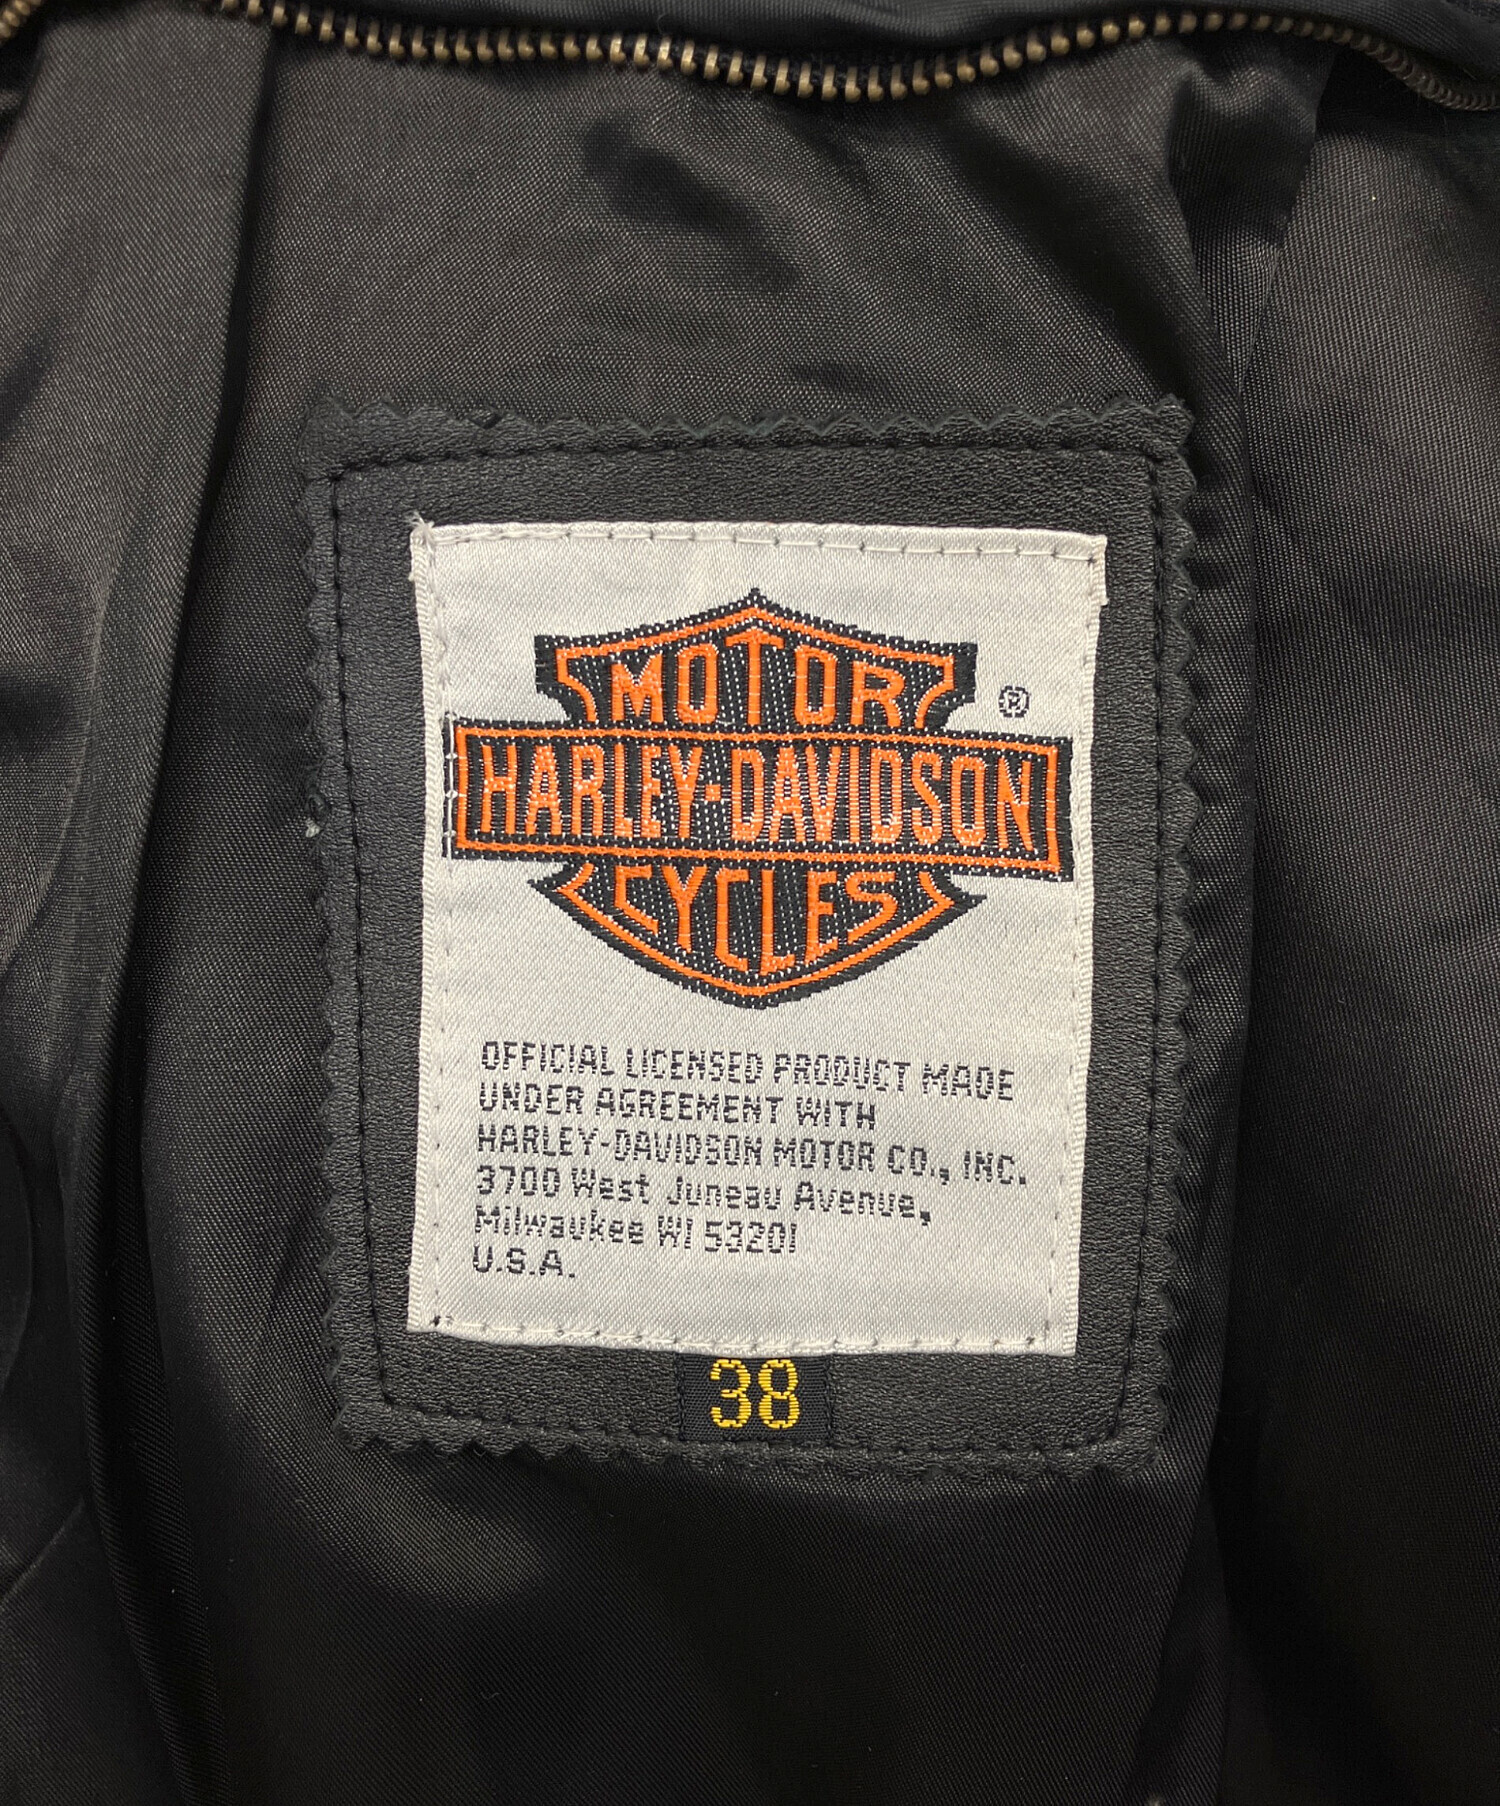 MOTOR
®
HARLEY-DAVIDSON
CYCLES
OFFICIAL LICENSED PRODUCT MADE
UNDER AGREEMENT WITH
HARLEY-DAVIDSON MOTOR CO., INC.
3700 West Juneau Avenue,
Milwaukee WI 53201
U.S.A.
38